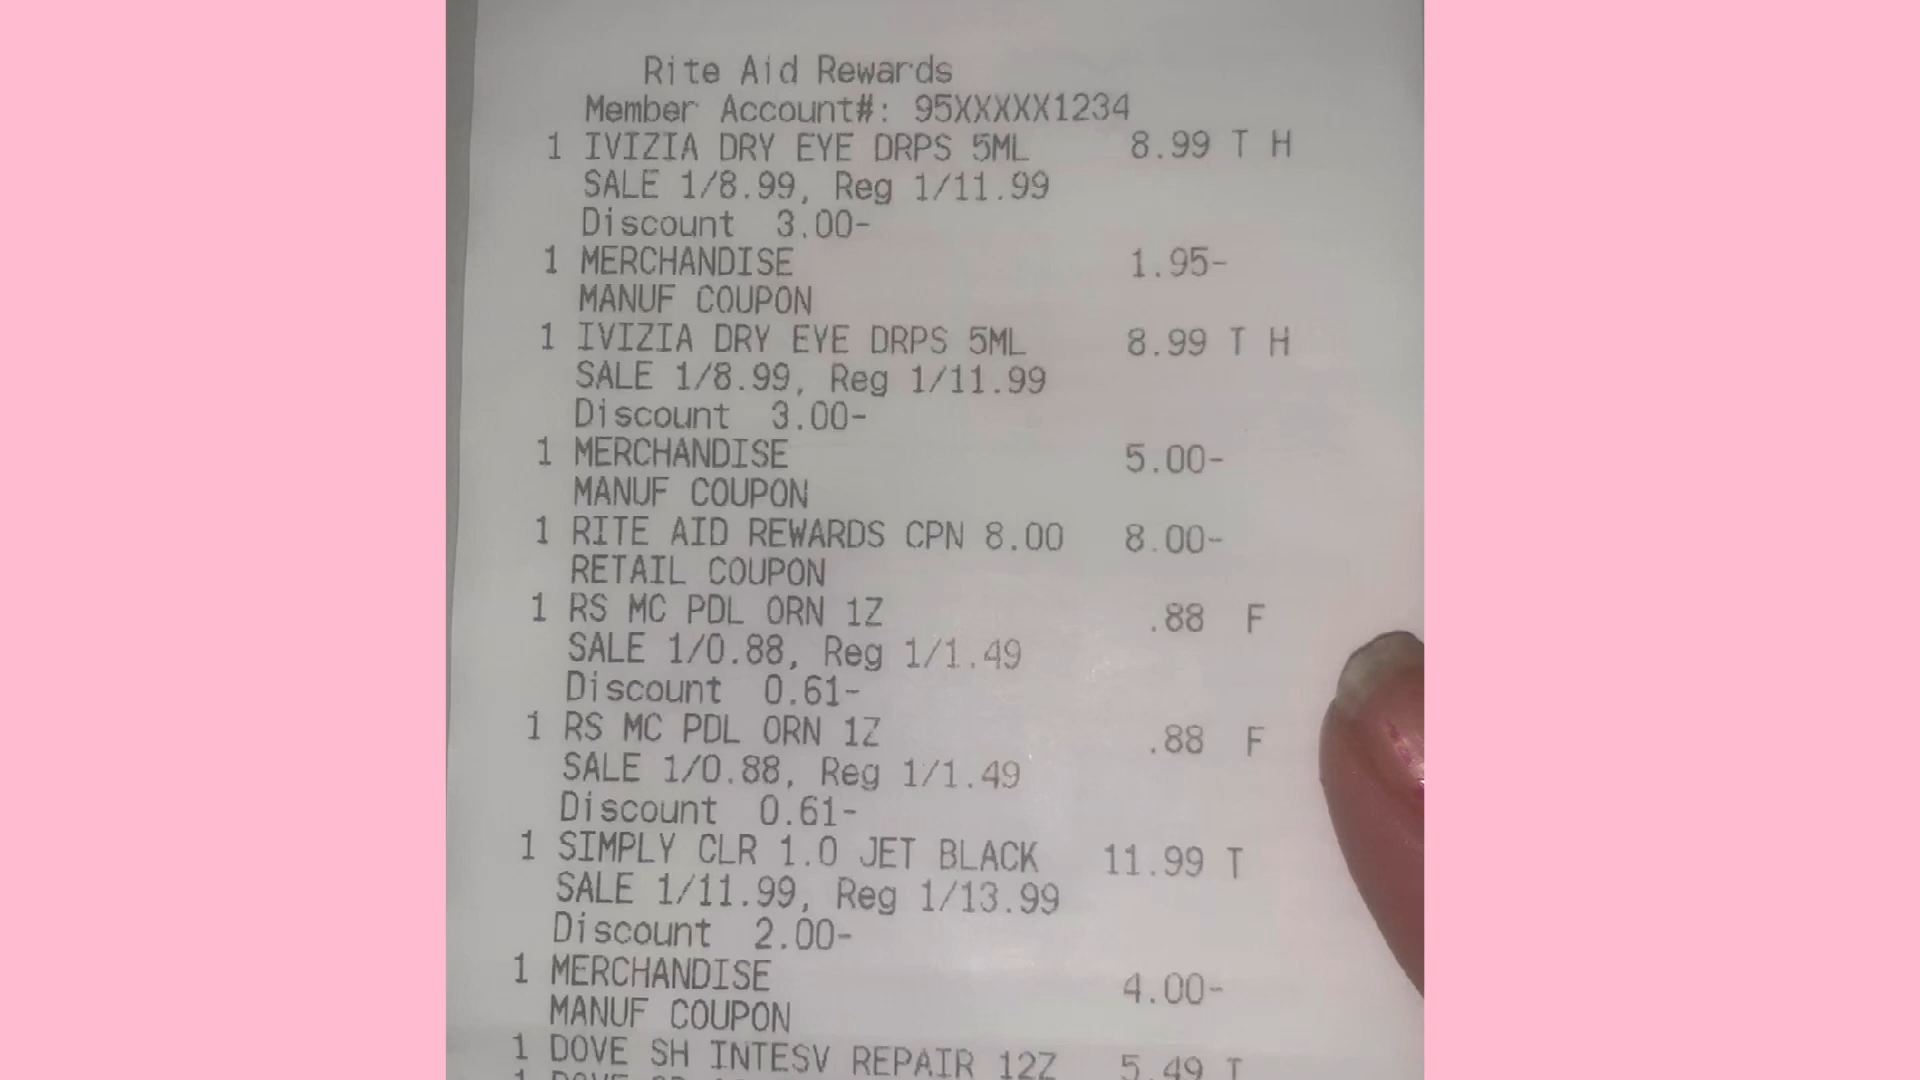 Rite Aid Rewards
Member Account#: 95XXXXX1234
1 IVIZIA DRY EYE DRPS 5ML 8.99 T H
SALE 1/8.99, Reg 1/11.99
Discount 3.00-
1 MERCHANDISE 1.95-
MANUF COUPON
1 IVIZIA DRY EYE DRPS 5ML 8.99 T H
SALE 1/8.99, Reg 1/11.99
Discount 3.00-
1 MERCHANDISE 5.00-
MANUF COUPON
1 RITE AID REWARDS CPN 8.00 8.00-
RETAIL COUPON
1 RS MC PDL ORN 1Z .88 F
SALE 1/0.88, Reg 1/1.49
Discount 0.61-
1 RS MC PDL ORN 1Z .88 F
SALE 1/0.88, Reg 1/1.49
Discount 0.61-
1 SIMPLY CLR 1.0 JET BLACK 11.99 T
SALE 1/11.99, Reg 1/13.99
Discount 2.00-
1 MERCHANDISE 4.00-
MANUF COUPON
1 DOVE SH INTESV REPAIR 12Z 5.49 T